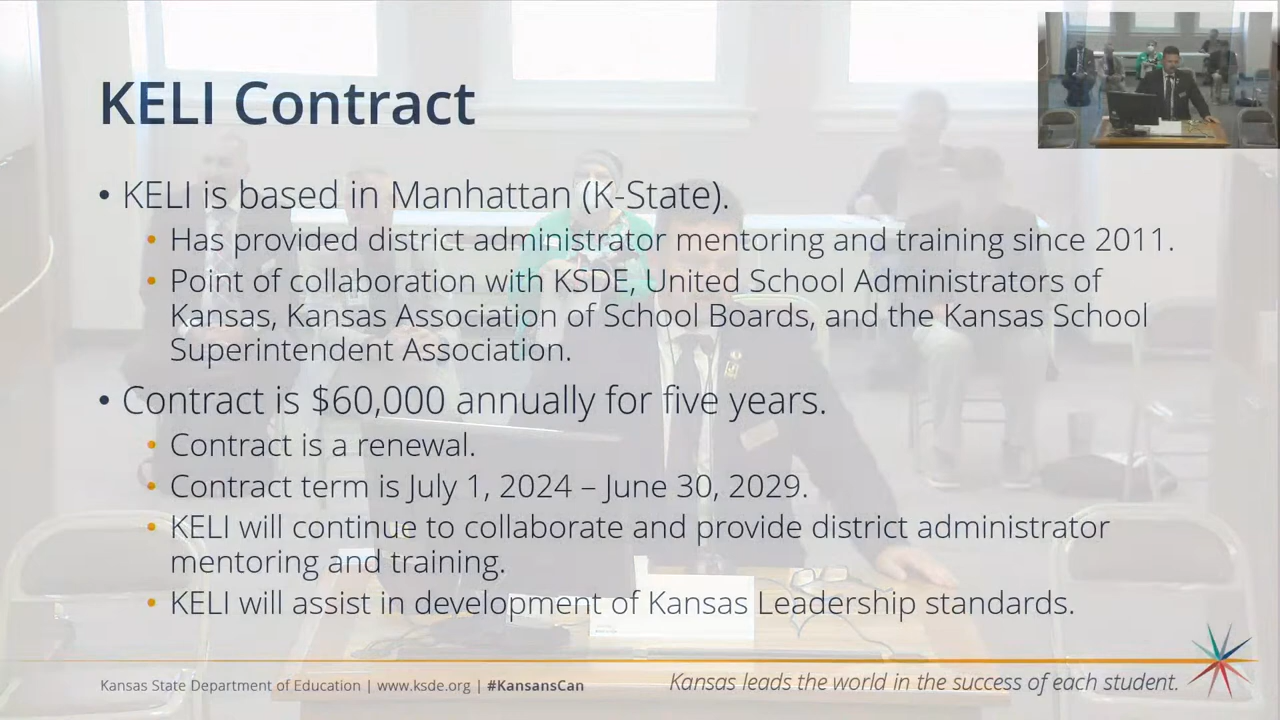 KELI Contract
• KELI is based in Manhattan (K-State).
• Has provided district administrator mentoring and training since 2011.
• Point of collaboration with KSDE, United School Administrators of
Kansas, Kansas Association of School Boards, and the Kansas School
Superintendent Association.
• Contract is $60,000 annually for five years.
• Contract is a renewal.
• Contract term is July 1, 2024 – June 30, 2029.
• KELI will continue to collaborate and provide district administrator
mentoring and training.
• KELI will assist in development of Kansas Leadership standards.
Kansas State Department of Education | www.ksde.org | #KansansCan
Kansas leads the world in the success of each student.